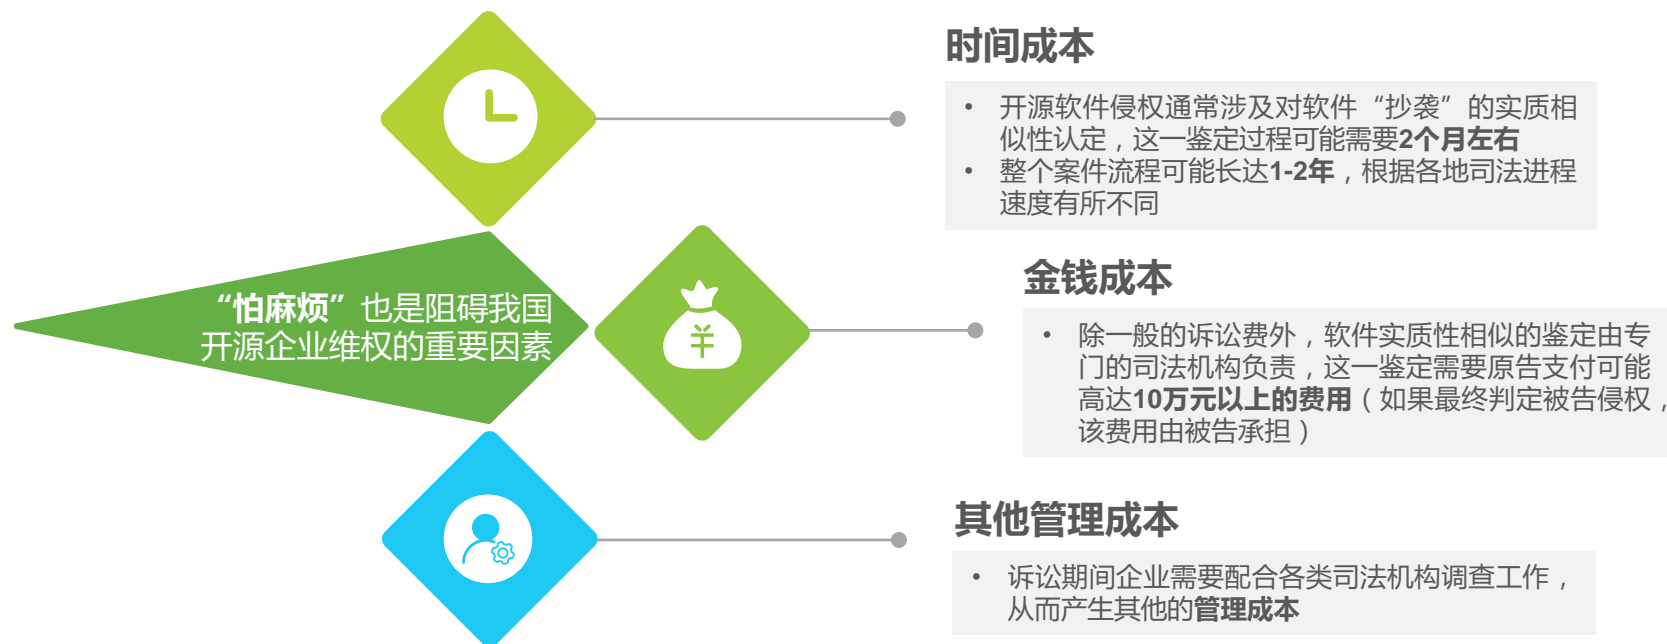 时间成本
• 开源软件侵权通常涉及对软件“抄袭”的实质相
似性认定，这一鉴定过程可能需要2个月左右
• 整个案件流程可能长达1-2年，根据各地司法进程
速度有所不同
“怕麻烦”也是阻碍我国
开源企业维权的重要因素
金钱成本
• 除一般的诉讼费外，软件实质性相似的鉴定由专
门的司法机构负责，这一鉴定需要原告支付可能
高达10万元以上的费用（如果最终判定被告侵权，
该费用由被告承担）
其他管理成本
• 诉讼期间企业需要配合各类司法机构调查工作，
从而产生其他的管理成本